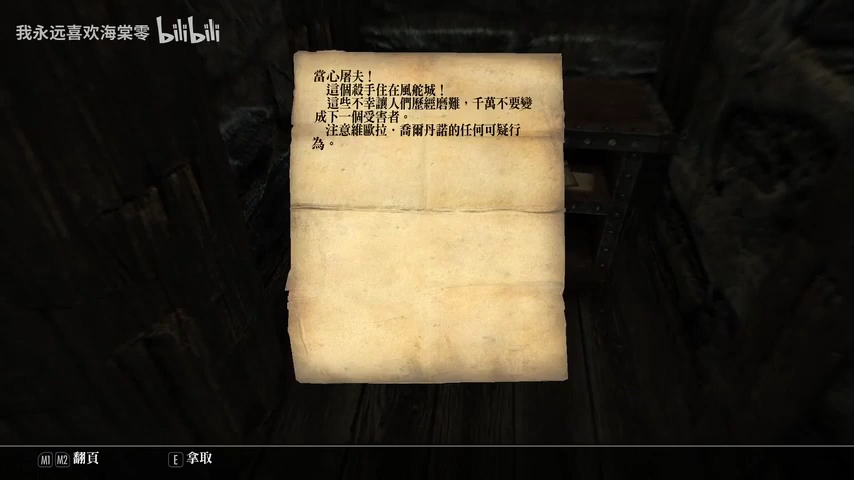 我永远喜欢海棠零 bilibili
當心屠夫！
這個殺手住在風舵城！
這些不幸讓人們歷經磨難，千萬不要變
成下一個受害者。
注意維歐拉·喬爾丹諾的任何可疑行
為。
M1 M2 翻頁 E 拿取